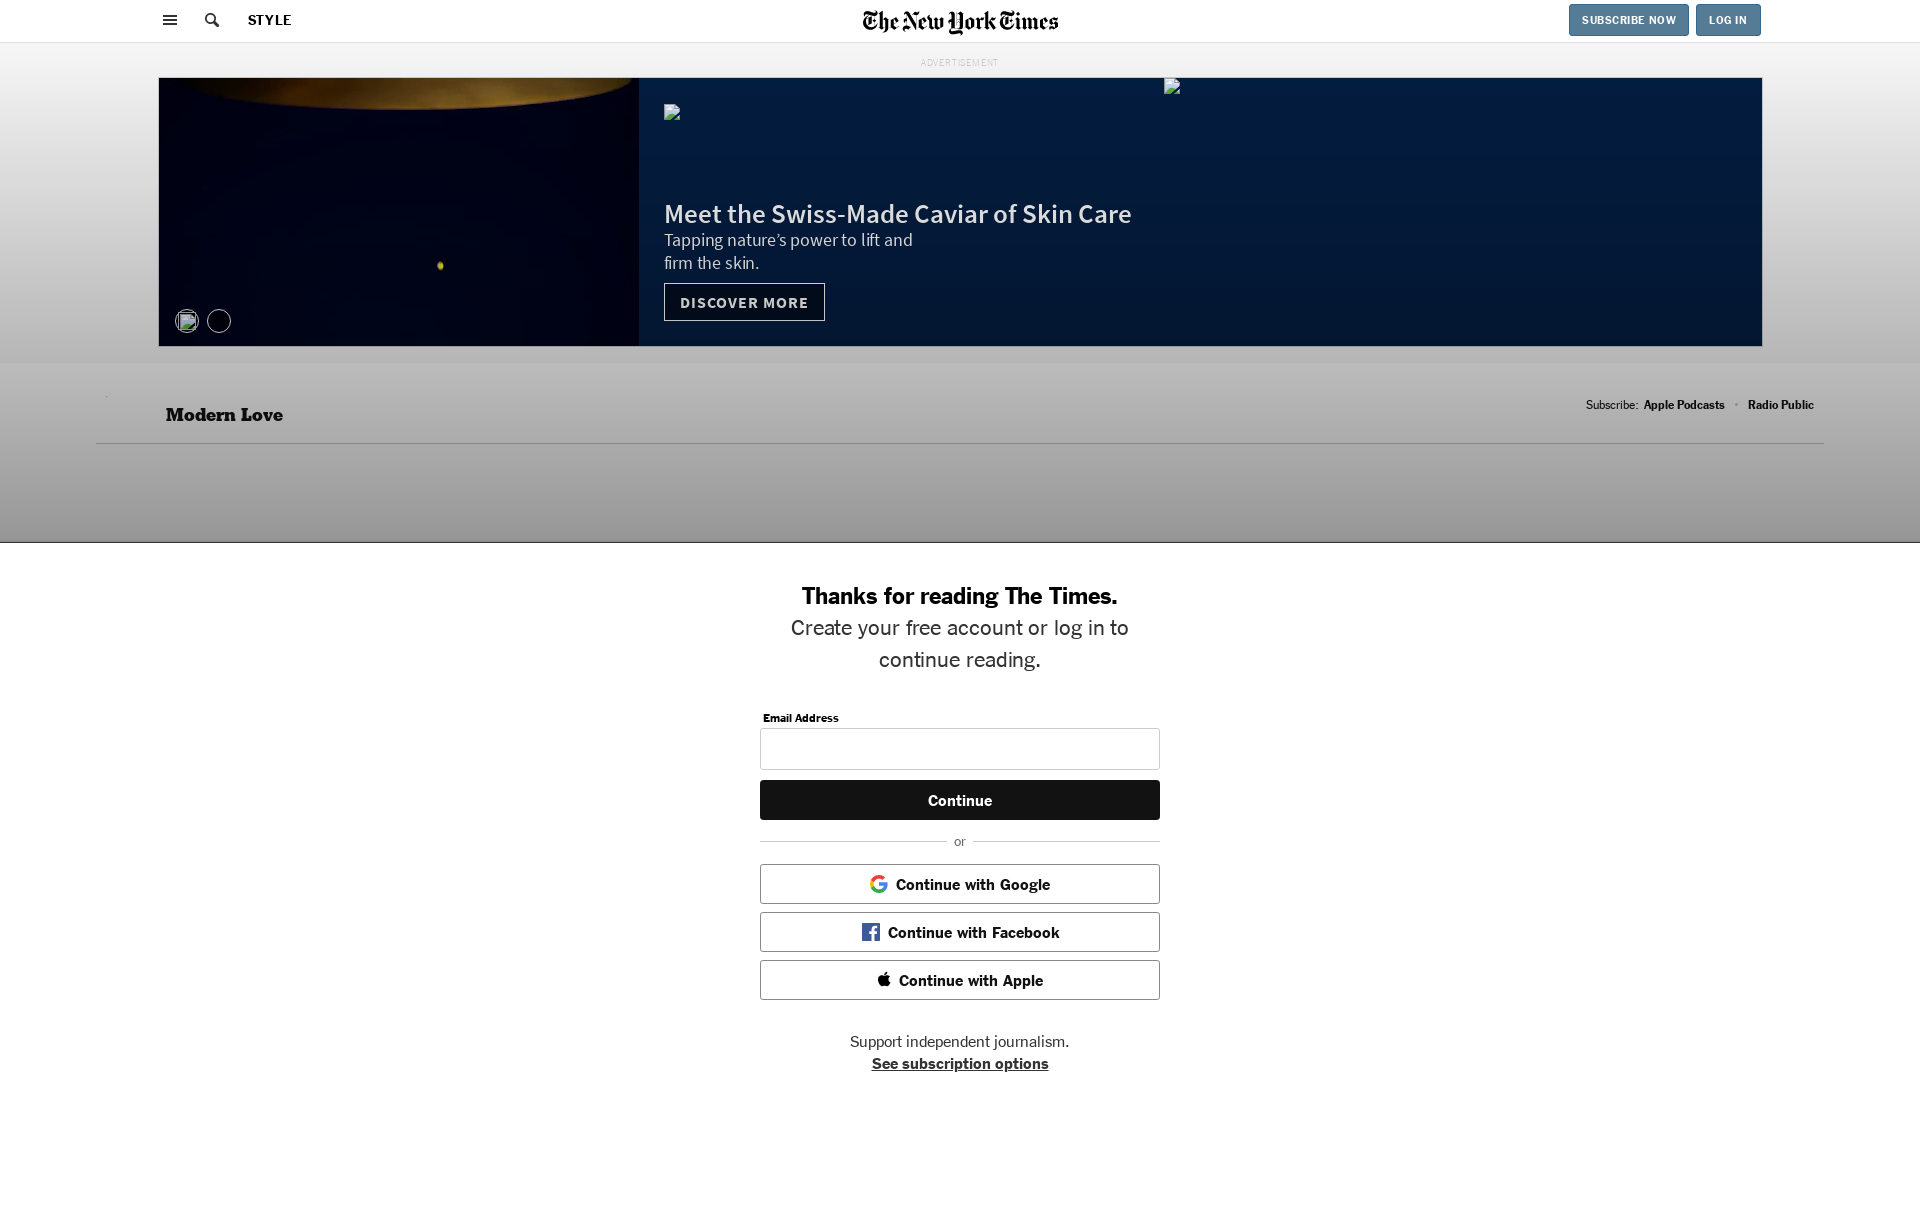 STYLE
The New York Times
SUBSCRIBE NOW
LOG IN
ADVERTISEMENT
Meet the Swiss-Made Caviar of Skin Care
Tapping nature’s power to lift and
firm the skin.
DISCOVER MORE
Modern Love
Subscribe: Apple Podcasts • Radio Public
Thanks for reading The Times.
Create your free account or log in to
continue reading.
Email Address
Continue
or
Continue with Google
Continue with Facebook
Continue with Apple
Support independent journalism.
See subscription options